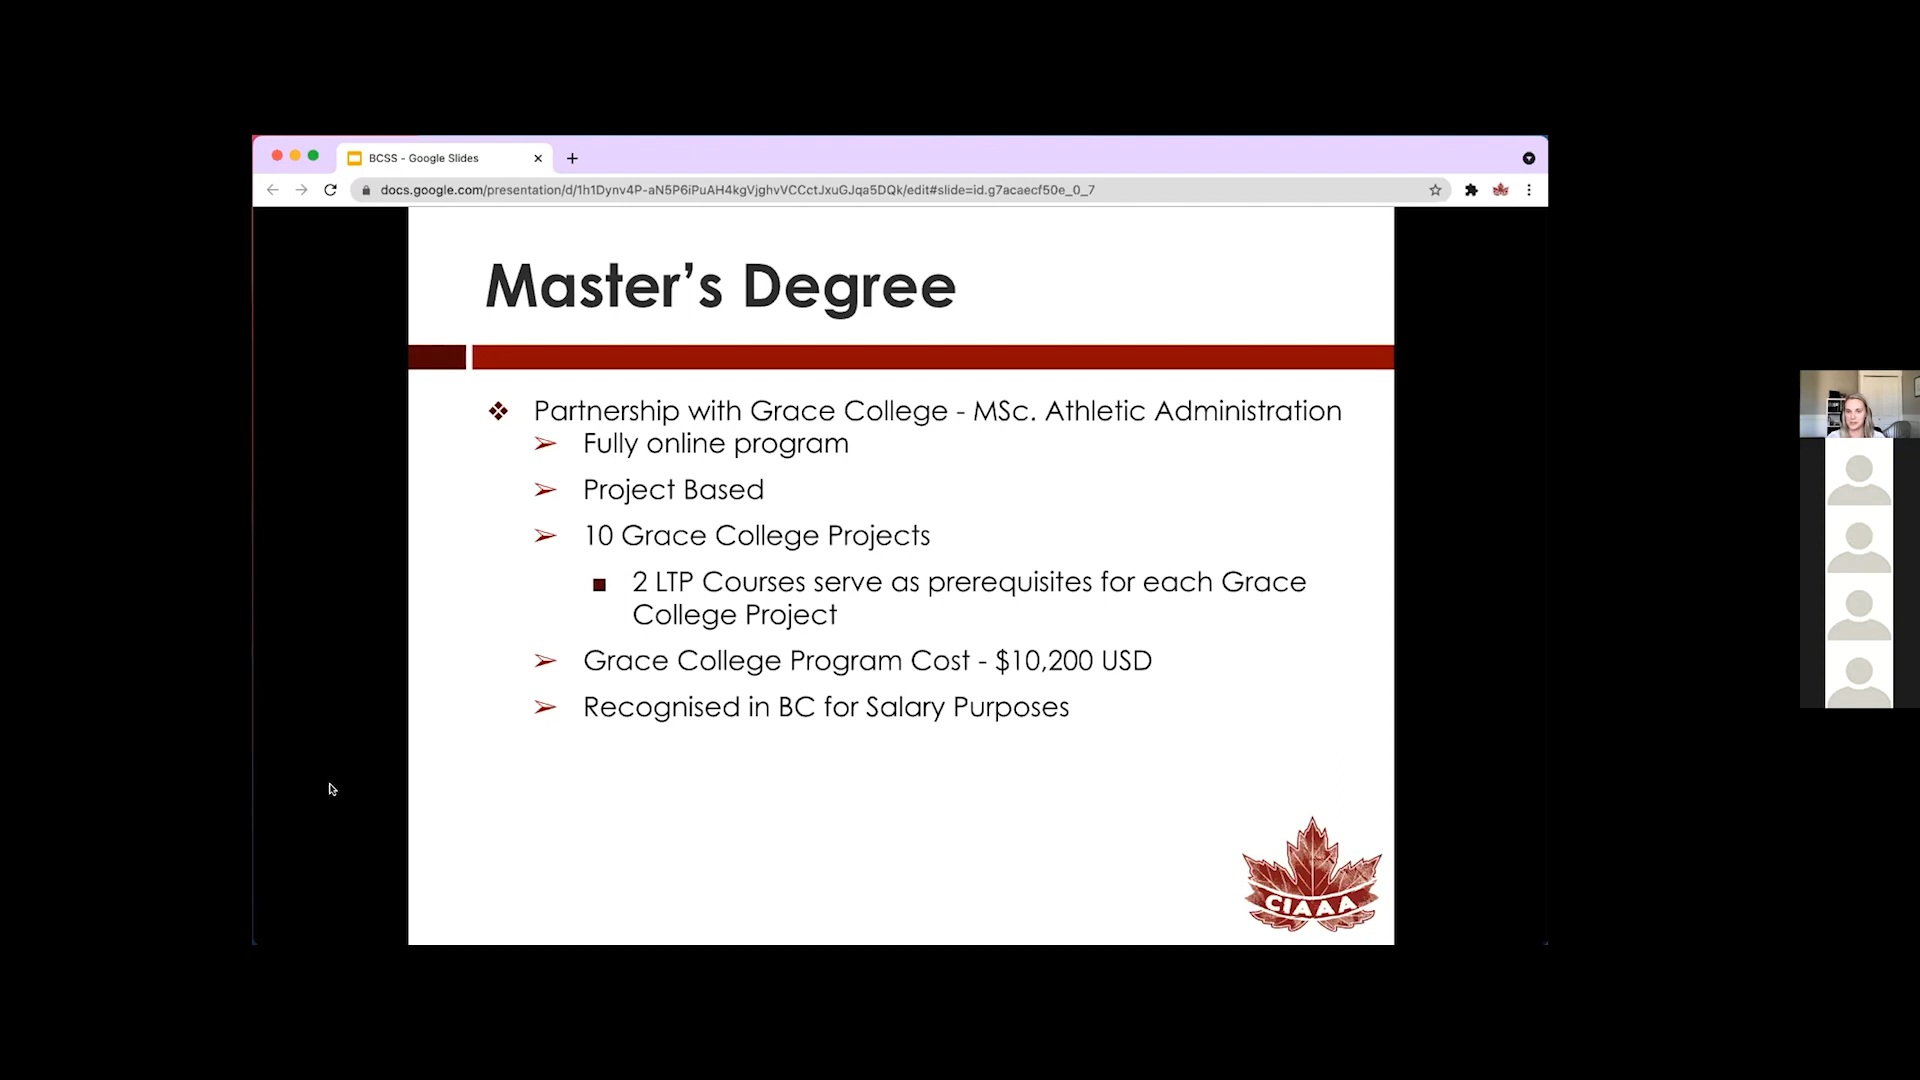 BCSS - Google Slides
docs.google.com/presentation/d/1h1Dynv4P-aN5P6iPuAH4kgVjghvVCCctJxuGJqa5DQk/edit#slide=id.g7acaecf50e_0_7
Master's Degree
Partnership with Grace College - MSc. Athletic Administration
Fully online program
Project Based
10 Grace College Projects
2 LTP Courses serve as prerequisites for each Grace
College Project
Grace College Program Cost - $10,200 USD
Recognised in BC for Salary Purposes
CIAAA